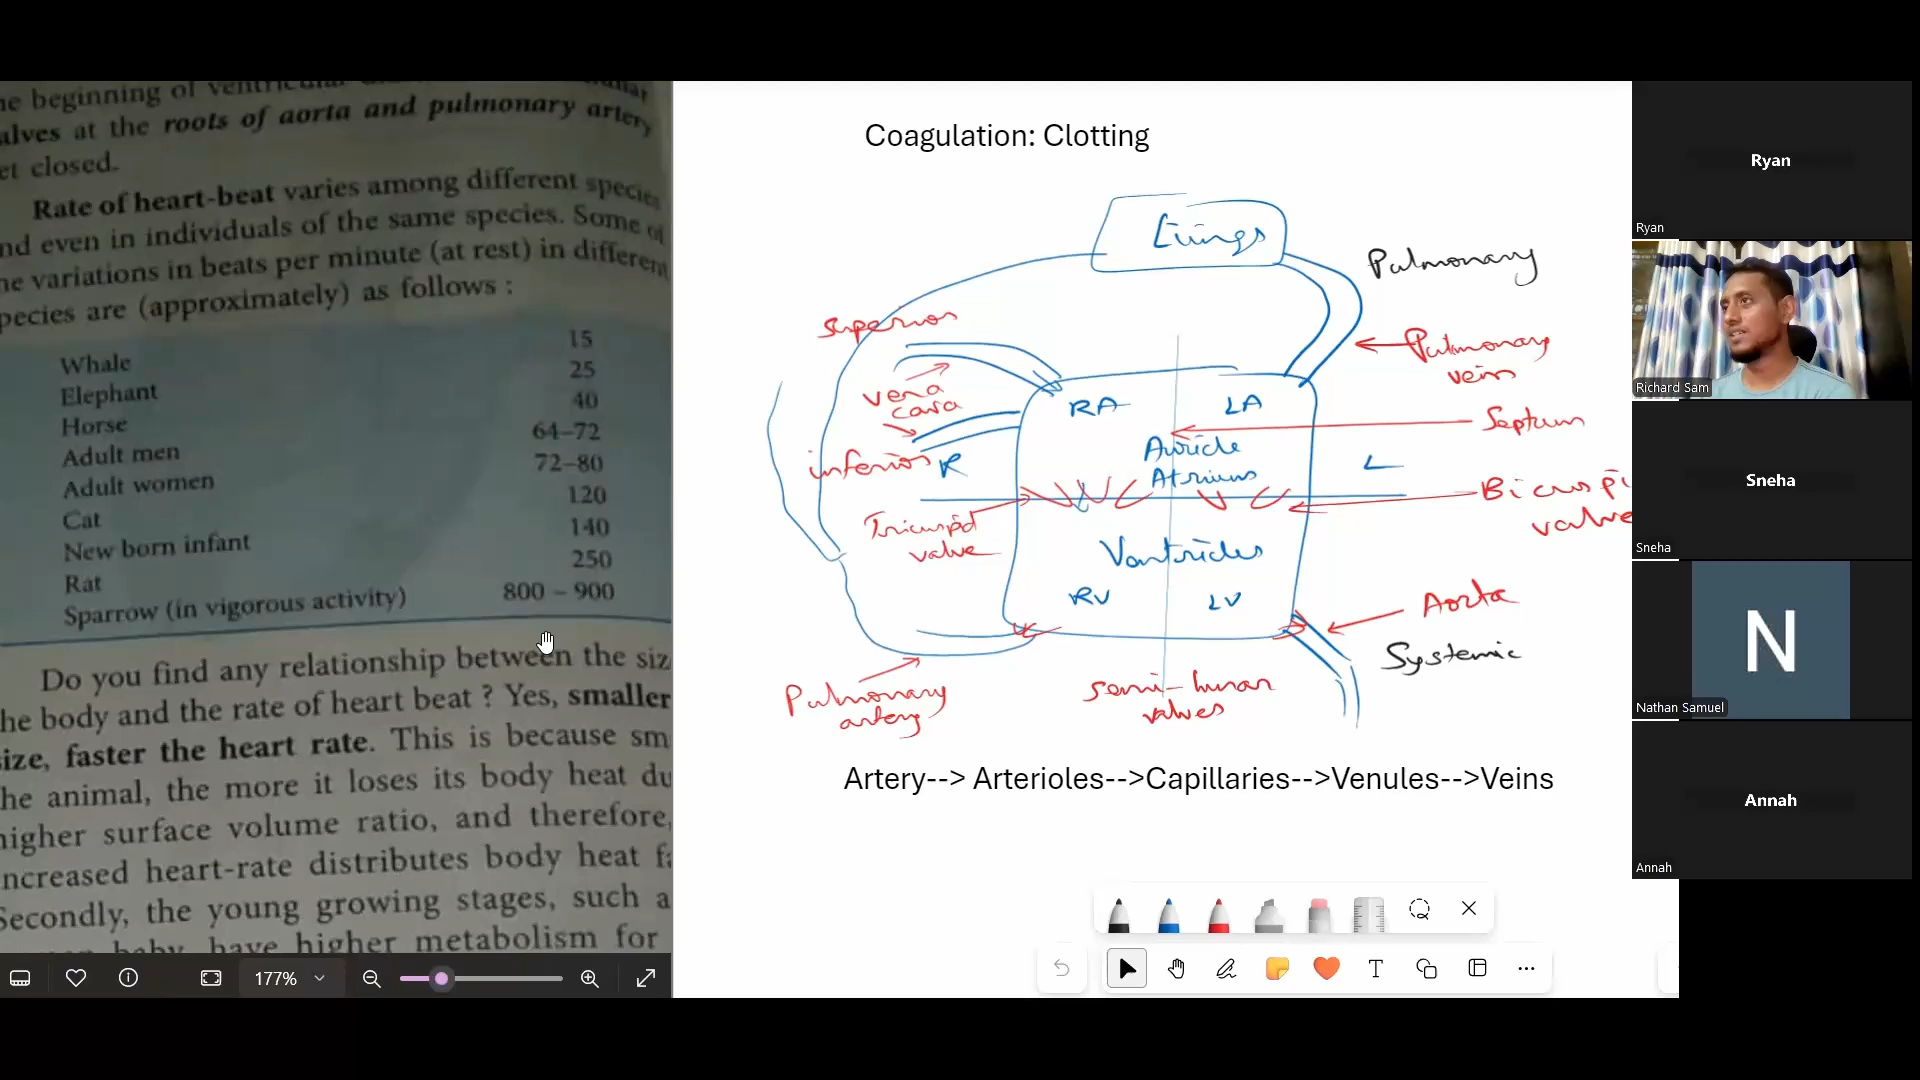 he beginning of ventricular
alves at the roots of aorta and pulmonary artery
et closed.
Rate of heart-beat varies among different species
nd even in individuals of the same species. Some of
he variations in beats per minute (at rest) in different
pecies are (approximately) as follows :
Whale 15
Elephant 25
Horse 40
Adult men 64–72
Adult women 72–80
Cat 120
New born infant 140
Rat 250
Sparrow (in vigorous activity) 800 – 900
Do you find any relationship between the siz
he body and the rate of heart beat ? Yes, smaller
ize, faster the heart rate. This is because sm
he animal, the more it loses its body heat du
igher surface volume ratio, and therefore,
ncreased heart-rate distributes body heat fa
Secondly, the young growing stages, such a
baby, have higher metabolism for
177%
Coagulation: Clotting
Lungs
Pulmonary
Superior
Pulmonary
vein
vena
cava
RA
LA
Septum
Auricle
Atrium
inferior
R
L
Bicuspi
valve
Tricuspid
valve
Ventricles
RV
LV
Aorta
Systemic
Pulmonary
artery
semi-lunar
valves
Artery--> Arterioles-->Capillaries-->Venules-->Veins
T
Ryan
Ryan
Richard Sam
Sneha
Sneha
N
Nathan Samuel
Annah
Annah